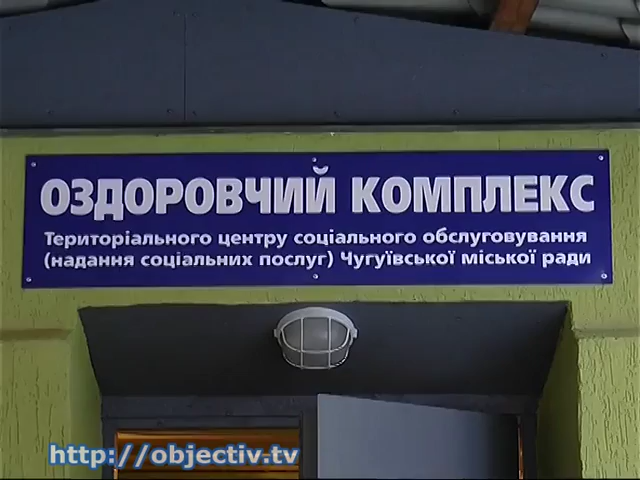 ОЗДОРОВЧИЙ КОМПЛЕКС
Територіального центру соціального обслуговування
(надання соціальних послуг) Чугуївської міської ради
http://objectiv.tv